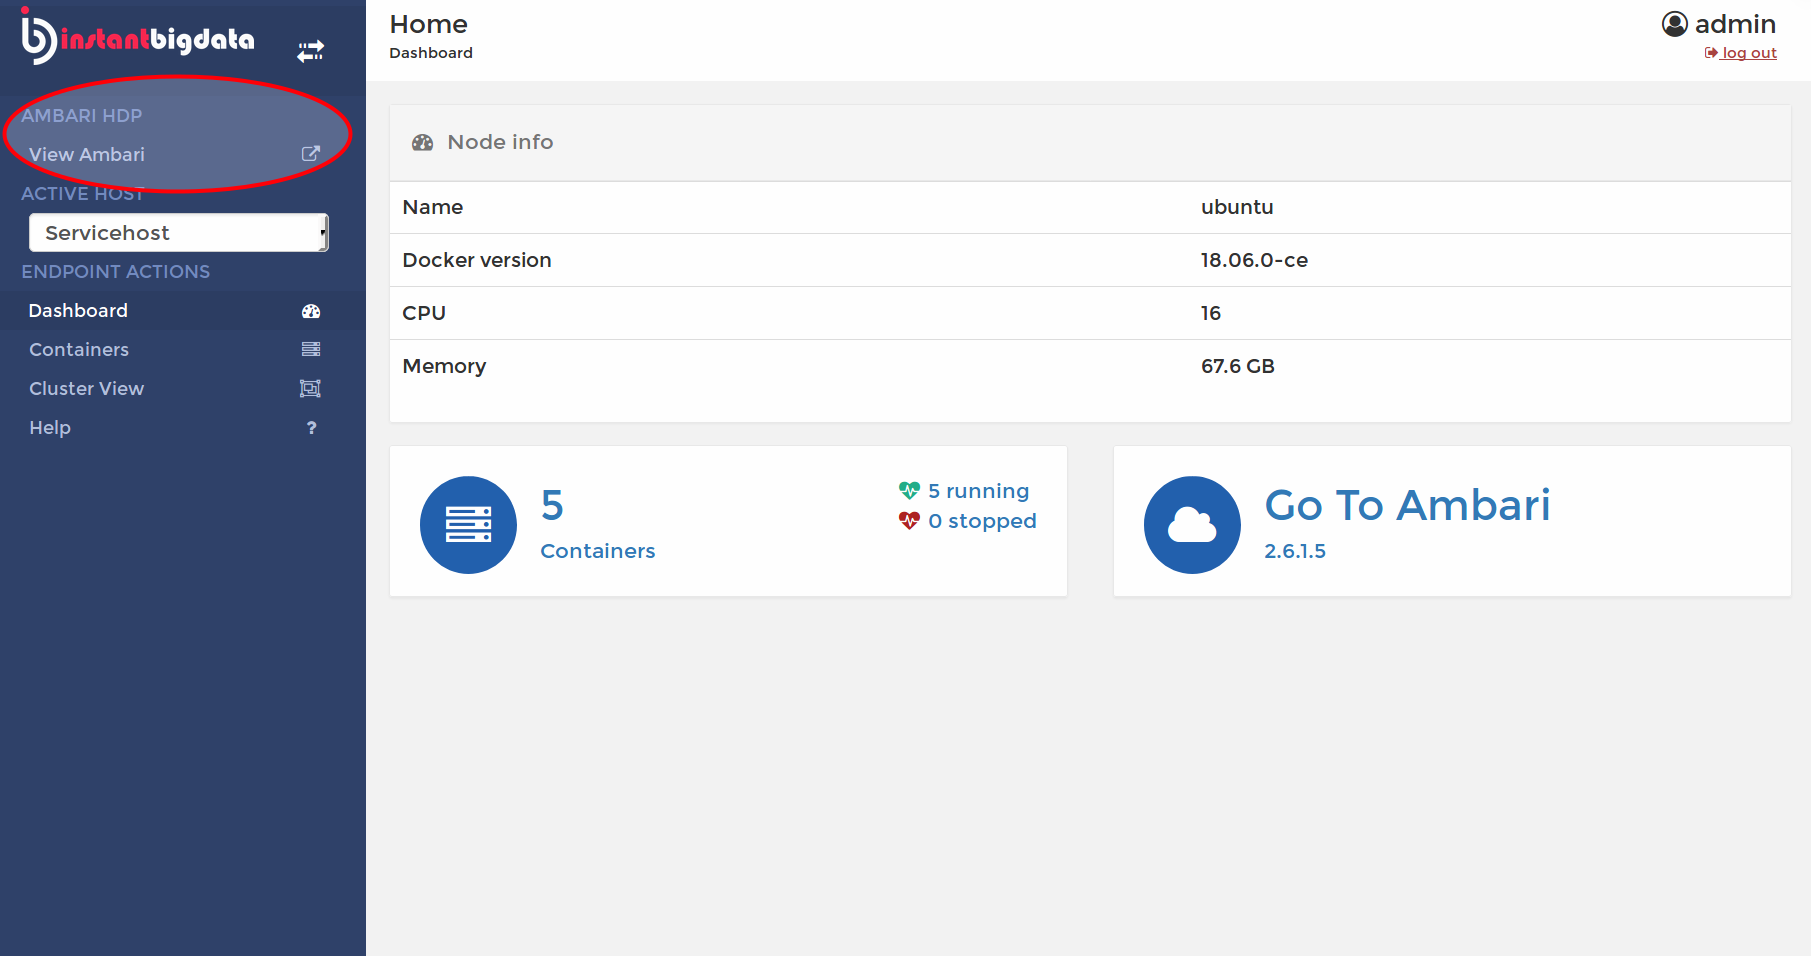 instantbigdata
AMBARI HDP
View Ambari
ACTIVE HOST
Servicehost
ENDPOINT ACTIONS
Dashboard
Containers
Cluster View
Help ?
Home
Dashboard
admin
log out
Node info
Name ubuntu
Docker version 18.06.0-ce
CPU 16
Memory 67.6 GB
5
Containers
5 running
0 stopped
Go To Ambari
2.6.1.5